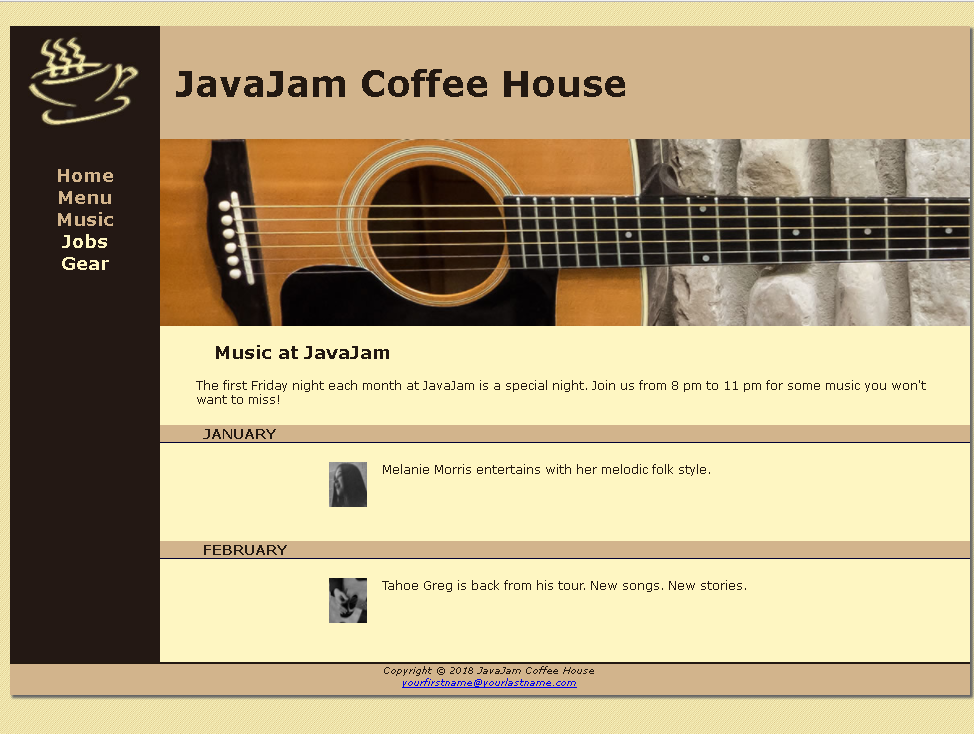 JavaJam Coffee House
Home
Menu
Music
Jobs
Gear
Music at JavaJam
The first Friday night each month at JavaJam is a special night. Join us from 8 pm to 11 pm for some music you won't
want to miss!
JANUARY
Melanie Morris entertains with her melodic folk style.
FEBRUARY
Tahoe Greg is back from his tour. New songs. New stories.
Copyright © 2018 JavaJam Coffee House
yourfirstname@yourlastname.com